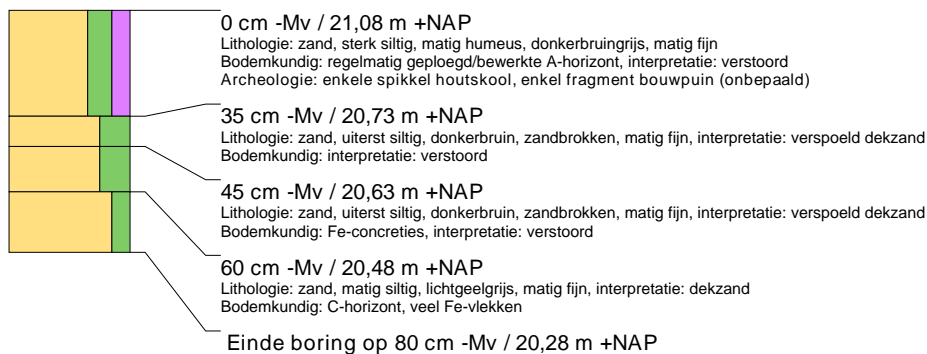 0 cm -Mv / 21,08 m +NAP
Lithologie: zand, sterk siltig, matig humeus, donkerbruingrijs, matig fijn
Bodemkundig: regelmatig geploegd/bewerkte A-horizont, interpretatie: verstoord
Archeologie: enkele spikkel houtskool, enkel fragment bouwpuin (onbepaald)
35 cm -Mv / 20,73 m +NAP
Lithologie: zand, uiterst siltig, donkerbruin, zandbrokken, matig fijn, interpretatie: verspoeld dekzand
Bodemkundig: interpretatie: verstoord
45 cm -Mv / 20,63 m +NAP
Lithologie: zand, uiterst siltig, donkerbruin, zandbrokken, matig fijn, interpretatie: verspoeld dekzand
Bodemkundig: Fe-concreties, interpretatie: verstoord
60 cm -Mv / 20,48 m +NAP
Lithologie: zand, matig siltig, lichtgeelgrijs, matig fijn, interpretatie: dekzand
Bodemkundig: C-horizont, veel Fe-vlekken
Einde boring op 80 cm -Mv / 20,28 m +NAP